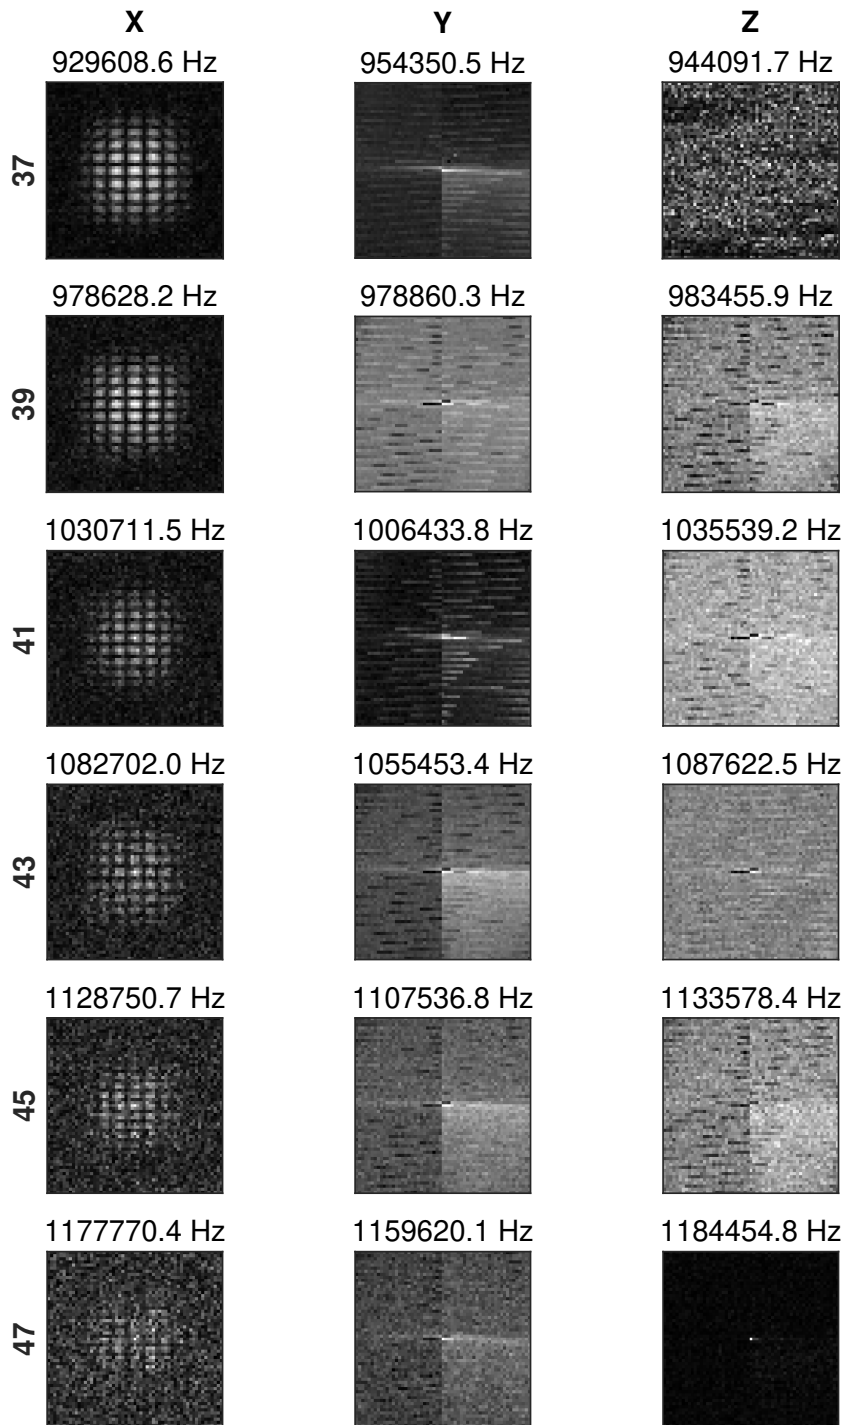 X Y Z
929608.6 Hz 954350.5 Hz 944091.7 Hz
37
978628.2 Hz 978860.3 Hz 983455.9 Hz
39
1030711.5 Hz 1006433.8 Hz 1035539.2 Hz
41
1082702.0 Hz 1055453.4 Hz 1087622.5 Hz
43
1128750.7 Hz 1107536.8 Hz 1133578.4 Hz
45
1177770.4 Hz 1159620.1 Hz 1184454.8 Hz
47